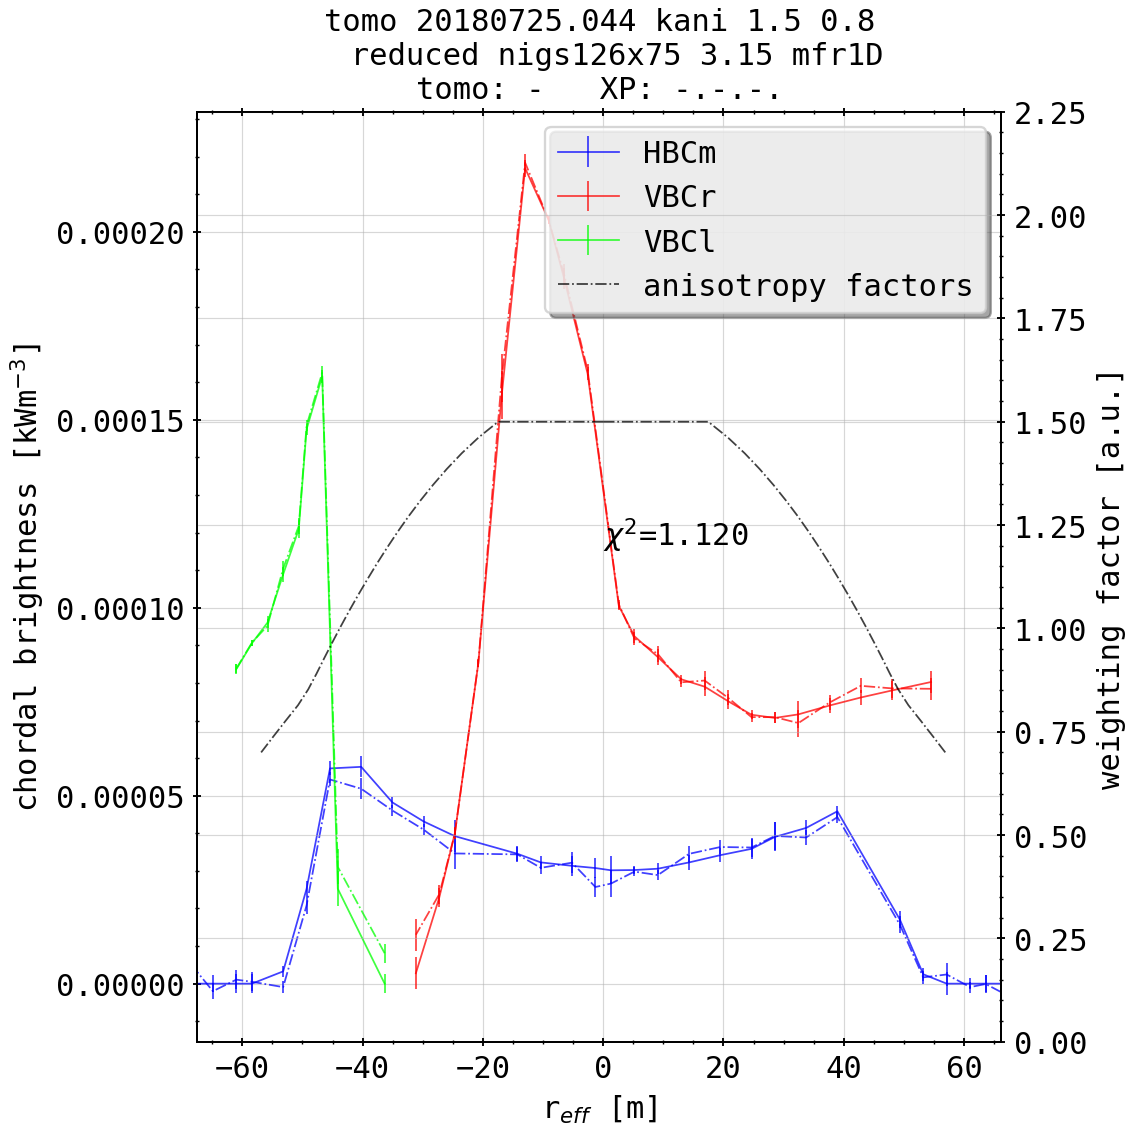 tomo 20180725.044 kani 1.5 0.8
reduced nigs126x75 3.15 mfr1D
tomo: - XP: -.-.-.
HBCm
VBCr
VBCl
anisotropy factors
χ²=1.120
chordal brightness [kWm⁻³]
0.00020
0.00015
0.00010
0.00005
0.00000
−60 −40 −20 0 20 40 60
r_eff [m]
2.25
2.00
1.75
1.50
1.25
1.00
0.75
0.50
0.25
0.00
weighting factor [a.u.]